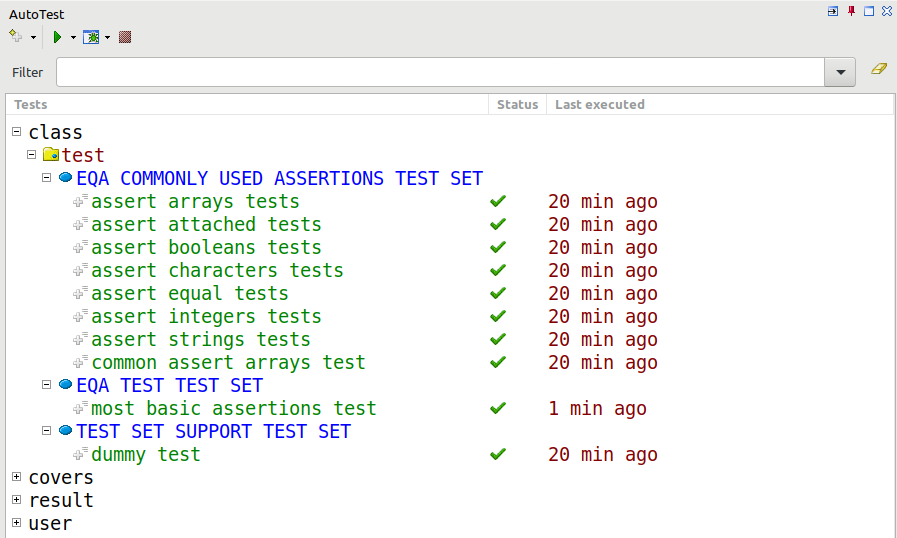 AutoTest
Filter
Tests Status Last executed
class
test
EQA COMMONLY USED ASSERTIONS TEST SET
assert arrays tests 20 min ago
assert attached tests 20 min ago
assert booleans tests 20 min ago
assert characters tests 20 min ago
assert equal tests 20 min ago
assert integers tests 20 min ago
assert strings tests 20 min ago
common assert arrays test 20 min ago
EQA TEST TEST SET
most basic assertions test 1 min ago
TEST SET SUPPORT TEST SET
dummy test 20 min ago
covers
result
user